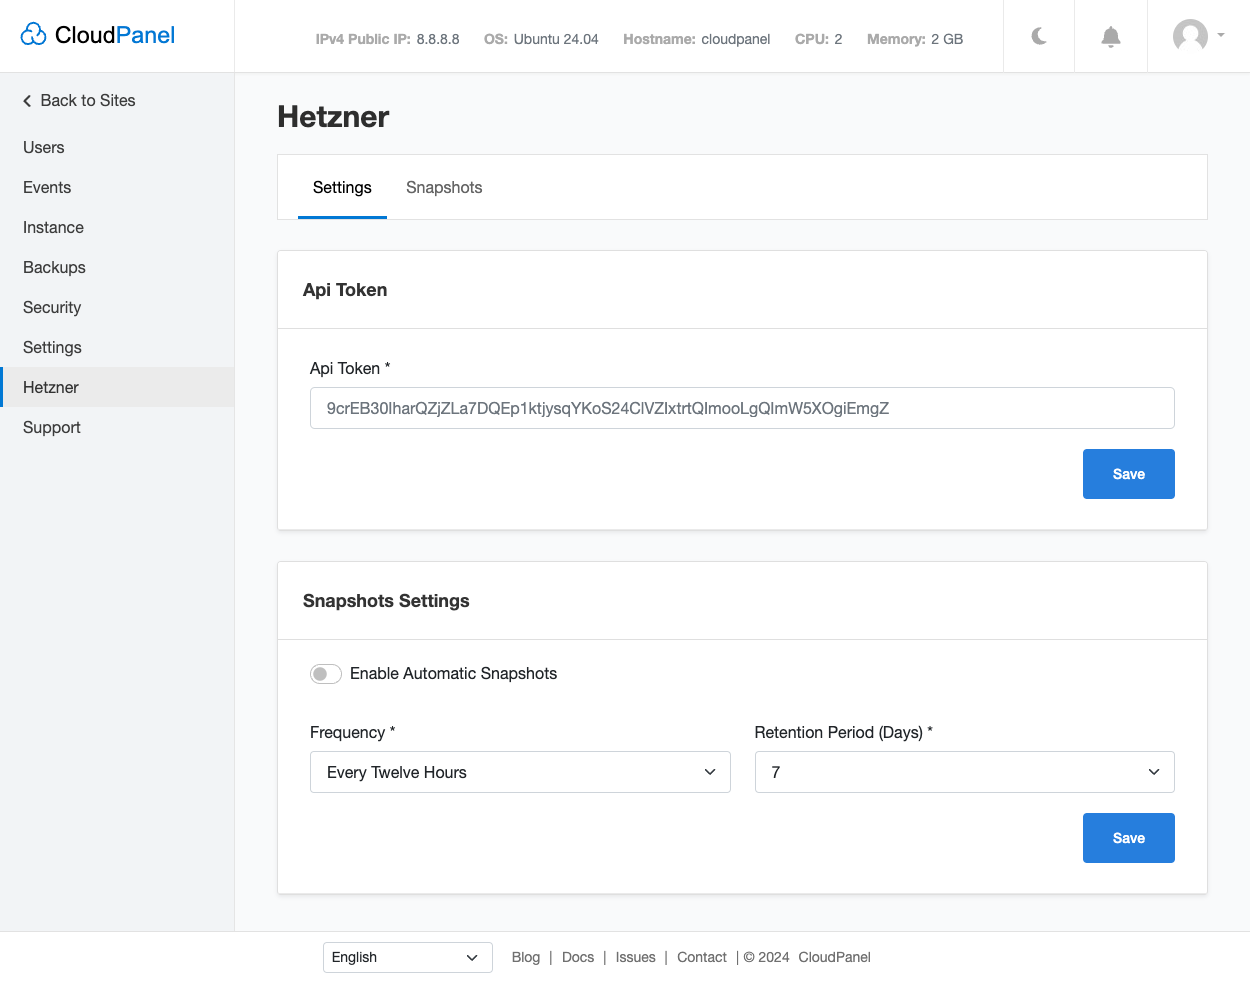 CloudPanel
IPv4 Public IP: 8.8.8.8 OS: Ubuntu 24.04 Hostname: cloudpanel CPU: 2 Memory: 2 GB
Back to Sites
Users
Events
Instance
Backups
Security
Settings
Hetzner
Support
Hetzner
Settings Snapshots
Api Token
Api Token *
9crEB30lharQZjZLa7DQEp1ktjysqYKoS24ClVZIxtrtQImooLgQlmW5XOgiEmgZ
Save
Snapshots Settings
Enable Automatic Snapshots
Frequency * Retention Period (Days) *
Every Twelve Hours 7
Save
English Blog | Docs | Issues | Contact | © 2024 CloudPanel